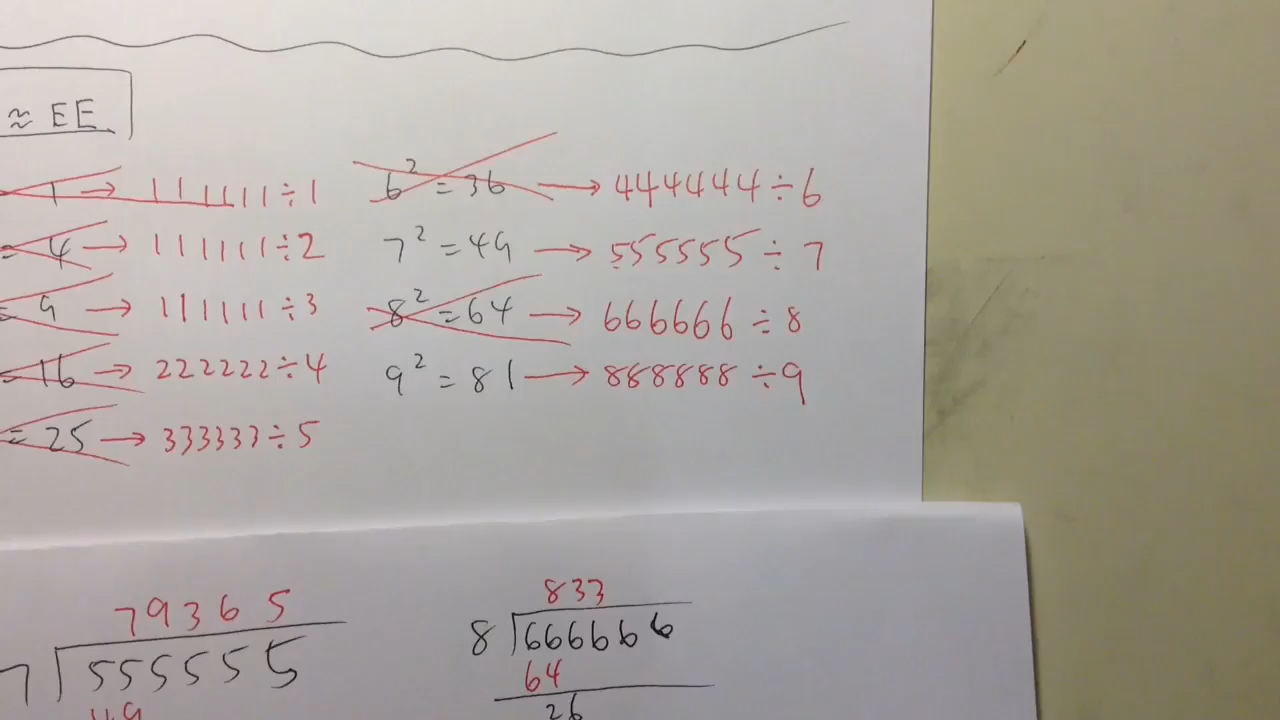 ≈ EE
1 → 111111÷1
= 4 → 111111÷2
= 9 → 111111÷3
= 16 → 222222÷4
= 25 → 333333÷5
6² = 36 → 444444÷6
7² = 49 → 555555÷7
8² = 64 → 666666÷8
9² = 81 → 888888÷9
79365
7 555555
49
833
8 666666
64
26